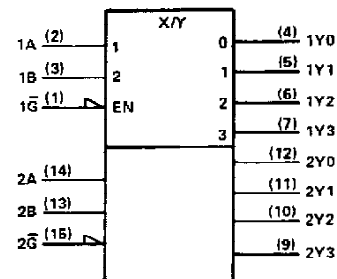 X/Y
1A (2) 1 0 (4) 1Y0
1B (3) 2 1 (5) 1Y1
1G̅ (1) EN 2 (6) 1Y2
3 (7) 1Y3
2A (14) (12) 2Y0
2B (13) (11) 2Y1
2G̅ (15) (10) 2Y2
(9) 2Y3